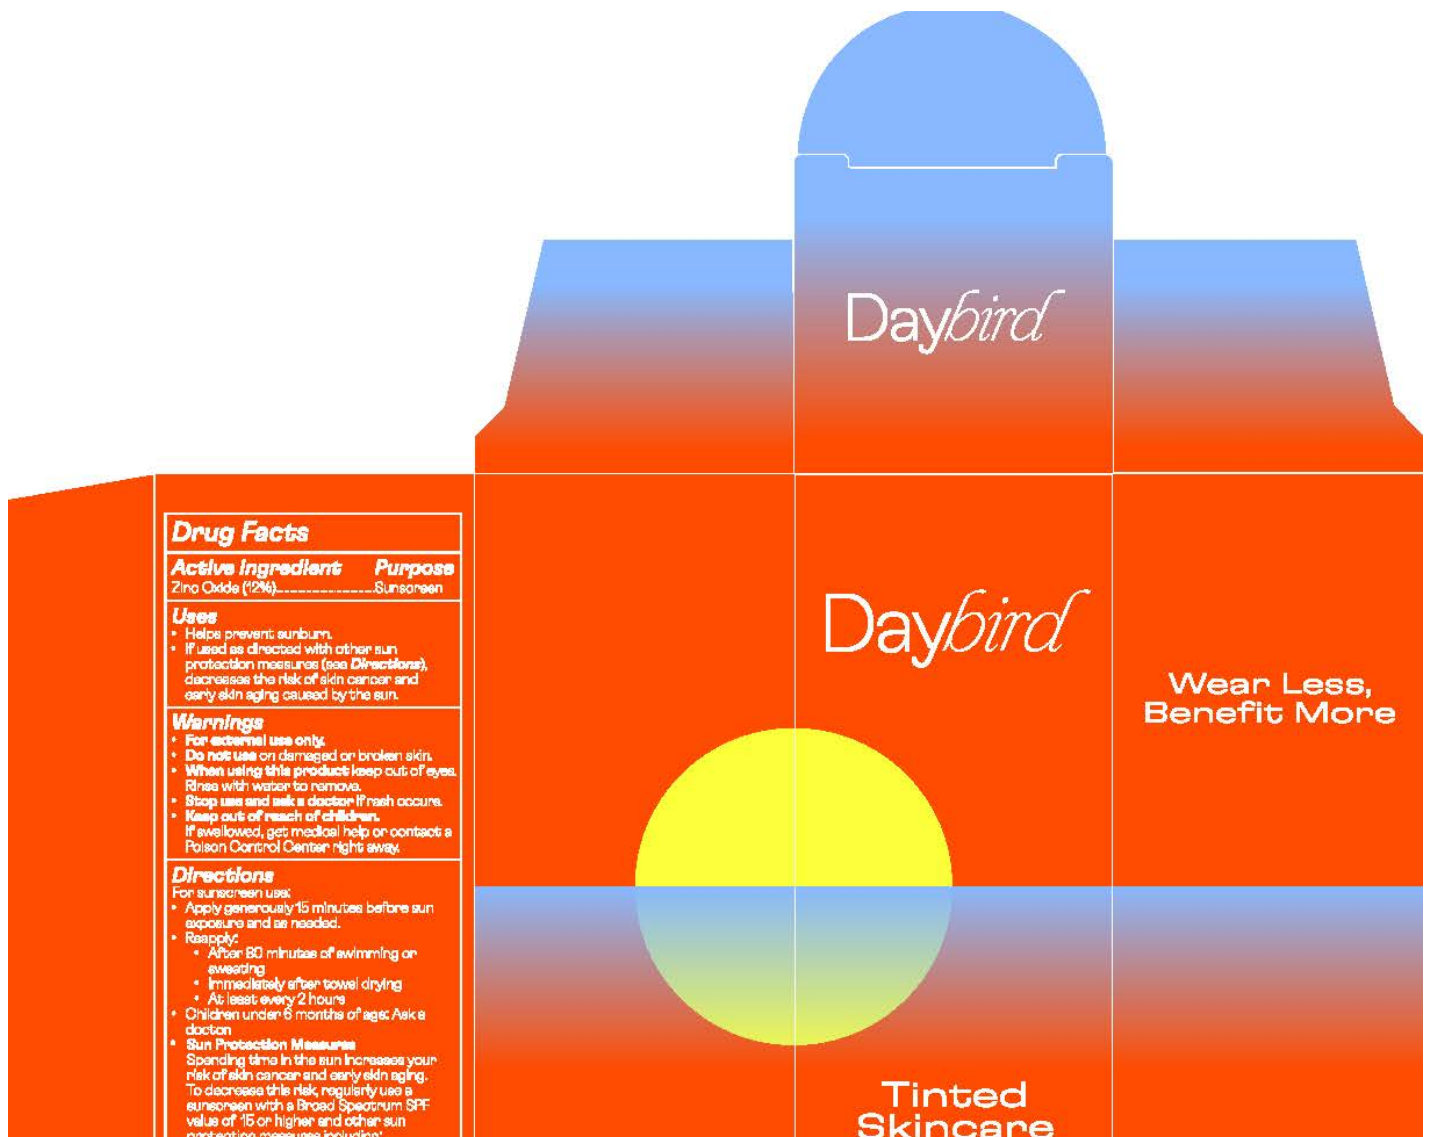 Daybird
Drug Facts
Active Ingredient Purpose
Zinc Oxide (12%)........................Sunscreen
Uses
• Helps prevent sunburn.
• If used as directed with other sun
protection measures (see Directions),
decreases the risk of skin cancer and
early skin aging caused by the sun.
Warnings
• For external use only.
• Do not use on damaged or broken skin.
• When using this product keep out of eyes.
Rinse with water to remove.
• Stop use and ask a doctor if rash occurs.
• Keep out of reach of children.
If swallowed, get medical help or contact a
Poison Control Center right away.
Directions
For sunscreen use:
• Apply generously 15 minutes before sun
exposure and as needed.
• Reapply:
• After 80 minutes of swimming or
sweating
• Immediately after towel drying
• At least every 2 hours
• Children under 6 months of age: Ask a
doctor.
• Sun Protection Measures
Spending time in the sun increases your
risk of skin cancer and early skin aging.
To decrease this risk, regularly use a
sunscreen with a Broad Spectrum SPF
value of 15 or higher and other sun
protection measures including:
Daybird
Tinted
Skincare
Wear Less,
Benefit More